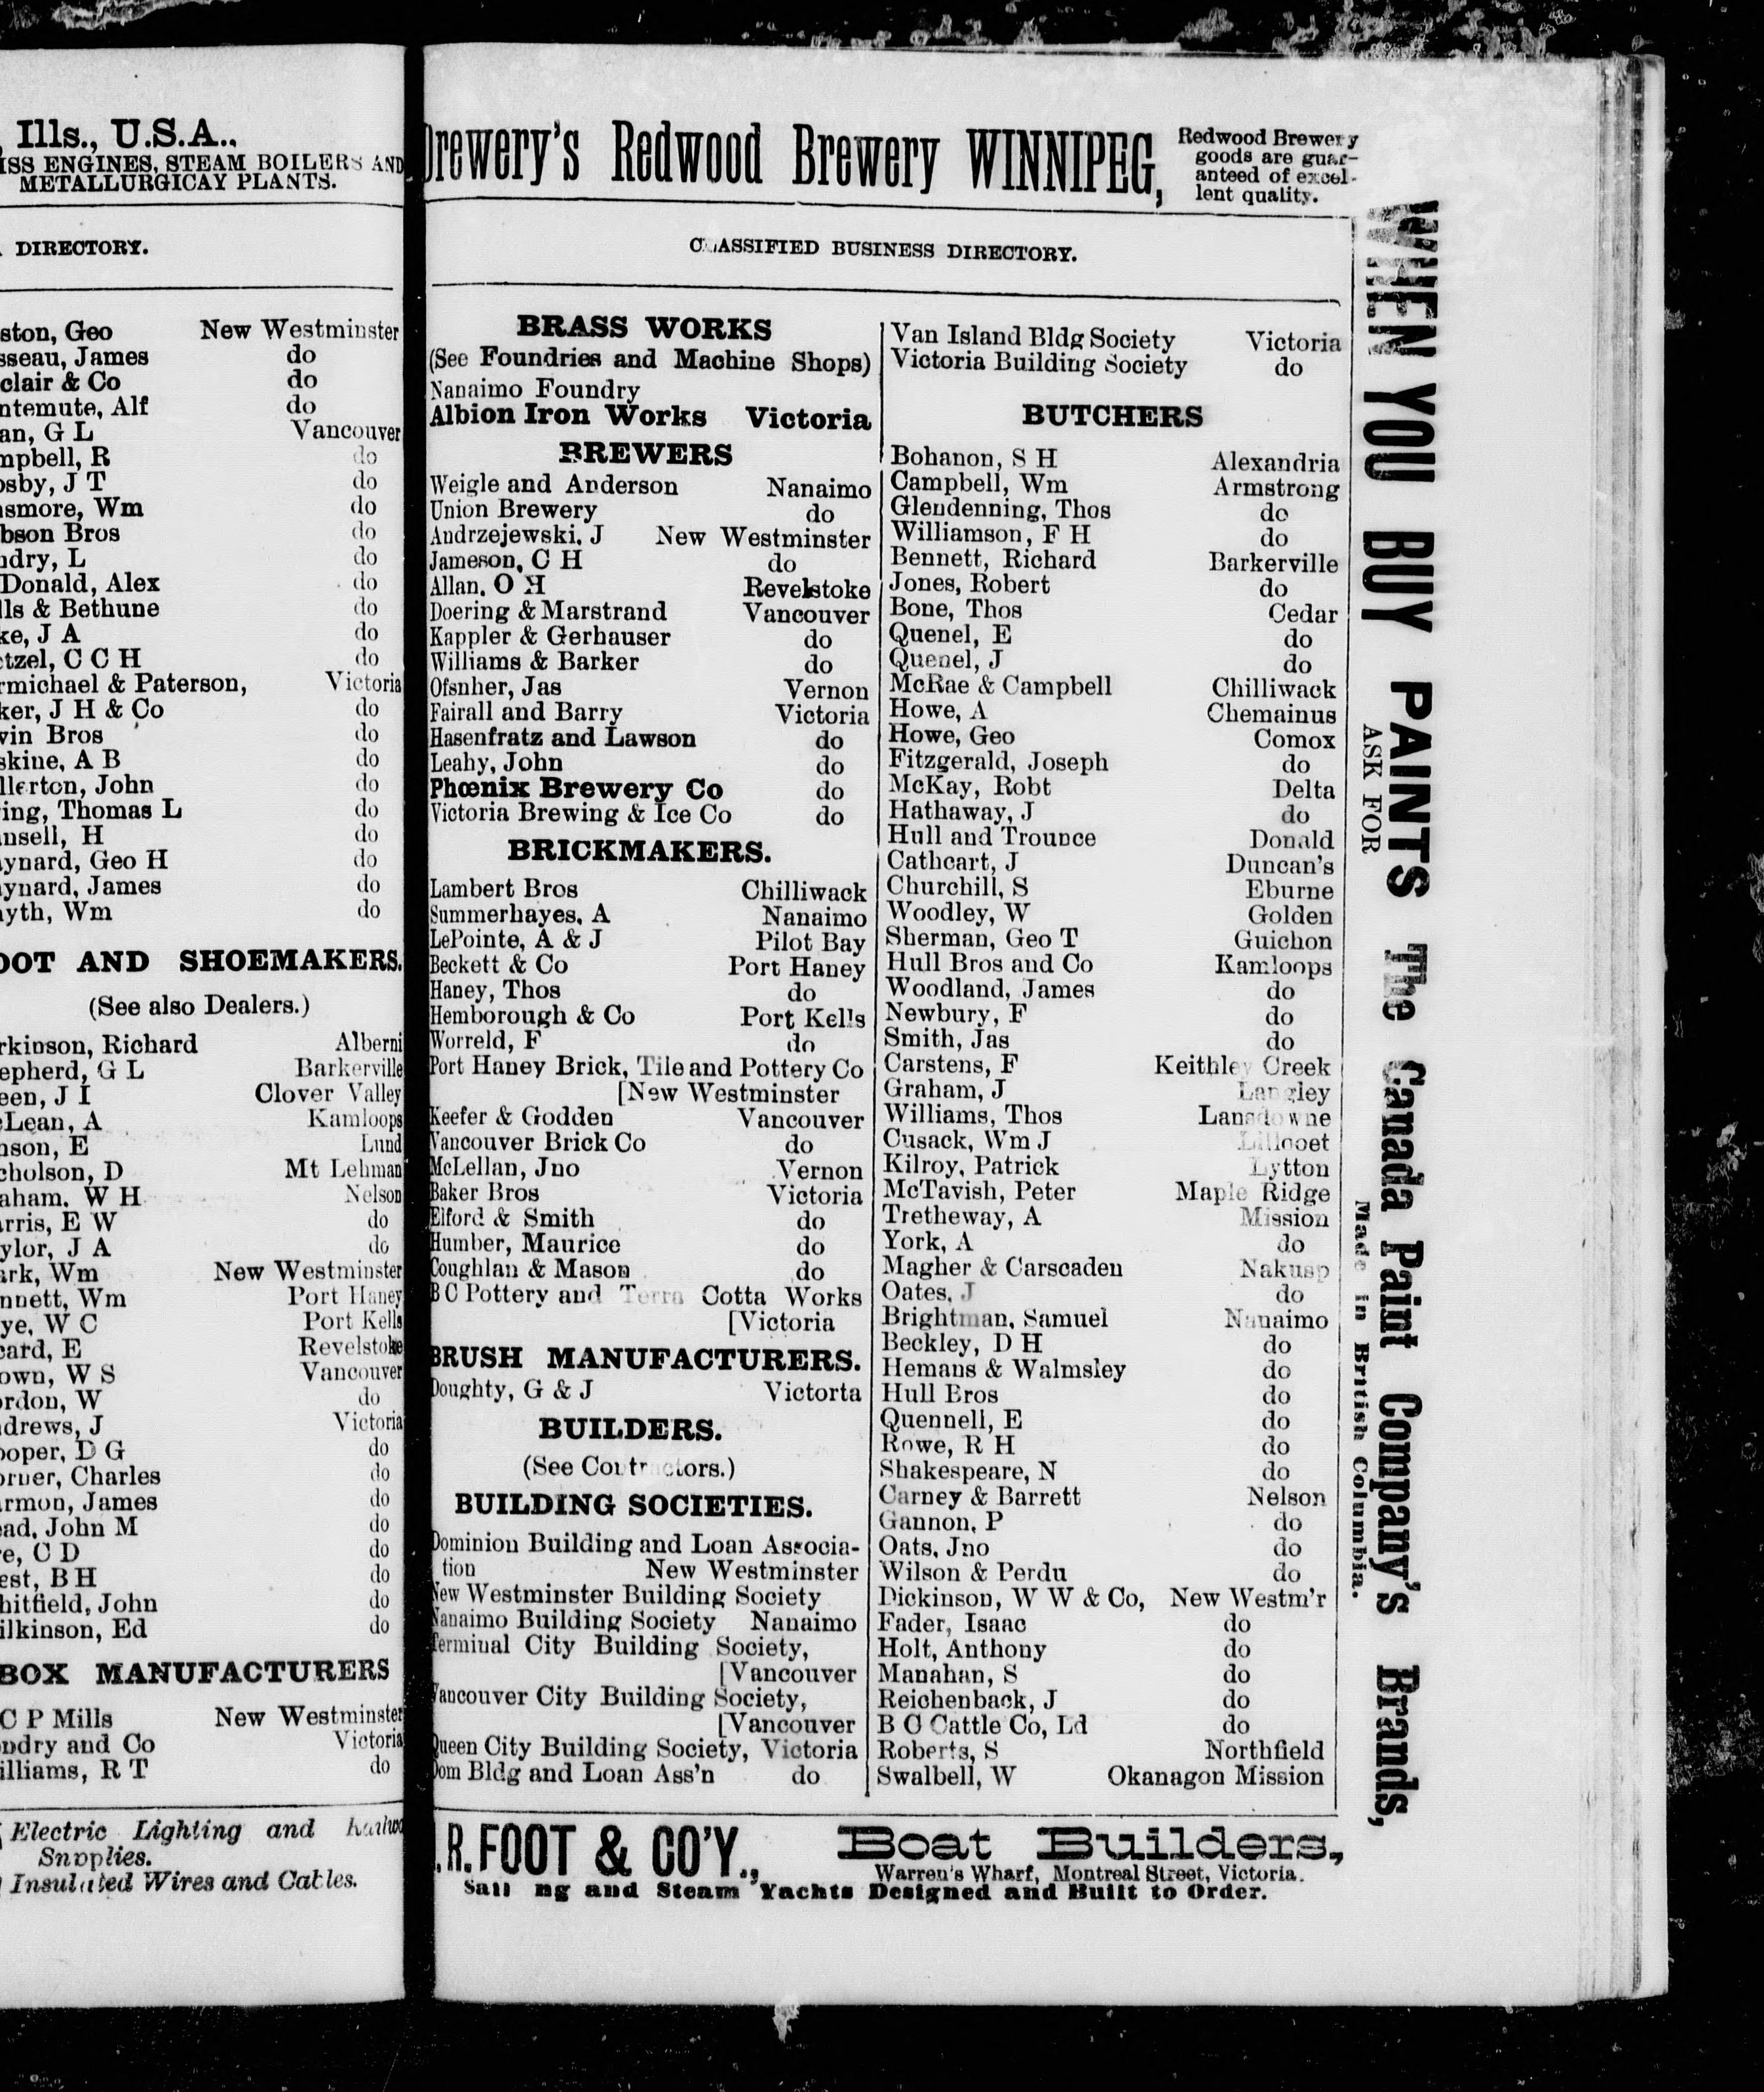 Ills., U.S.A..
ISS ENGINES, STEAM BOILERS AND
METALLURGICAY PLANTS.
DIRECTORY.
ston, Geo New Westminster
sseau, James do
clair & Co do
ntemute, Alf do
an, G L Vancouver
mpbell, R do
osby, J T do
nsmore, Wm do
bson Bros do
ndry, L do
Donald, Alex do
lls & Bethune do
ke, J A do
etzel, C C H do
rmichael & Paterson, Victoria
ker, J H & Co do
vin Bros do
skine, A B do
llerton, John do
ing, Thomas L do
unsell, H do
aynard, Geo H do
aynard, James do
yth, Wm do
OOT AND SHOEMAKERS.
(See also Dealers.)
rkinson, Richard Alberni
epherd, G L Barkerville
een, J I Clover Valley
cLean, A Kamloops
nson, E Lund
cholson, D Mt Lehman
aham. W H Nelson
arris, E W do
ylor, J A do
ark, Wm New Westminster
nnett, Wm Port Haney
ye, W C Port Kells
card, E Revelstoke
own, W S Vancouver
ordon, W do
ndrews, J Victoria
ooper, D G do
orner, Charles do
armon, James do
ead, John M do
e, C D do
est, B H do
hitfield, John do
ilkinson, Ed do
BOX MANUFACTURERS
C P Mills New Westminster
ndry and Co Victoria
illiams, R T do
Electric Lighting and
Supplies.
Insulated Wires and Cables.
Drewery's Redwood Brewery WINNIPEG,
Redwood Brewery
goods are guar-
anteed of excel-
lent quality.
CLASSIFIED BUSINESS DIRECTORY.
BRASS WORKS
(See Foundries and Machine Shops)
Nanaimo Foundry
Albion Iron Works Victoria
BREWERS
Weigle and Anderson Nanaimo
Union Brewery do
Andrzejewski, J New Westminster
Jameson, C H do
Allan, O H Revelstoke
Doering & Marstrand Vancouver
Kappler & Gerhauser do
Williams & Barker do
Ofsnher, Jas Vernon
Fairall and Barry Victoria
Hasenfratz and Lawson do
Leahy, John do
Phœnix Brewery Co do
Victoria Brewing & Ice Co do
BRICKMAKERS.
Lambert Bros Chilliwack
Summerhayes, A Nanaimo
LePointe, A & J Pilot Bay
Beckett & Co Port Haney
Haney, Thos do
Hemborough & Co Port Kells
Worreld, F do
Port Haney Brick, Tile and Pottery Co
[New Westminster
Keefer & Godden Vancouver
Vancouver Brick Co do
McLellan, Jno Vernon
Baker Bros Victoria
Elford & Smith do
Humber, Maurice do
Coughlan & Mason do
B C Pottery and Terra Cotta Works
[Victoria
BRUSH MANUFACTURERS.
Doughty, G & J Victorta
BUILDERS.
(See Contractors.)
BUILDING SOCIETIES.
Dominion Building and Loan Associa-
tion New Westminster
New Westminster Building Society
Nanaimo Building Society Nanaimo
Terminal City Building Society,
[Vancouver
Vancouver City Building Society,
[Vancouver
Queen City Building Society, Victoria
Dom Bldg and Loan Ass'n do
Van Island Bldg Society Victoria
Victoria Building Society do
BUTCHERS
Bohanon, S H Alexandria
Campbell, Wm Armstrong
Glendenning, Thos do
Williamson, F H do
Bennett, Richard Barkerville
Jones, Robert do
Bone, Thos Cedar
Quenel, E do
Quenel, J do
McRae & Campbell Chilliwack
Howe, A Chemainus
Howe, Geo Comox
Fitzgerald, Joseph do
McKay, Robt Delta
Hathaway, J do
Hull and Trounce Donald
Cathcart, J Duncan's
Churchill, S Eburne
Woodley, W Golden
Sherman, Geo T Guichon
Hull Bros and Co Kamloops
Woodland, James do
Newbury, F do
Smith, Jas do
Carstens, F Keithley Creek
Graham, J Langley
Williams, Thos Lansdowne
Cusack, Wm J Lillooet
Kilroy, Patrick Lytton
McTavish, Peter Maple Ridge
Tretheway, A Mission
York, A do
Magher & Carscaden Nakusp
Oates, J do
Brightman, Samuel Nanaimo
Beckley, D H do
Hemans & Walmsley do
Hull Bros do
Quennell, E do
Rowe, R H do
Shakespeare, N do
Carney & Barrett Nelson
Gannon, P do
Oats, Jno do
Wilson & Perdu do
Dickinson, W W & Co, New Westm'r
Fader, Isaac do
Holt, Anthony do
Manahan, S do
Reichenback, J do
B C Cattle Co, Ld do
Roberts, S Northfield
Swalbell, W Okanagon Mission
WHEN YOU BUY PAINTS
ASK FOR
The Canada Paint Company's Brands,
Made in British Columbia.
.R. FOOT & CO'Y., Boat Builders,
Warren's Wharf, Montreal Street, Victoria.
Sailing and Steam Yachts Designed and Built to Order.